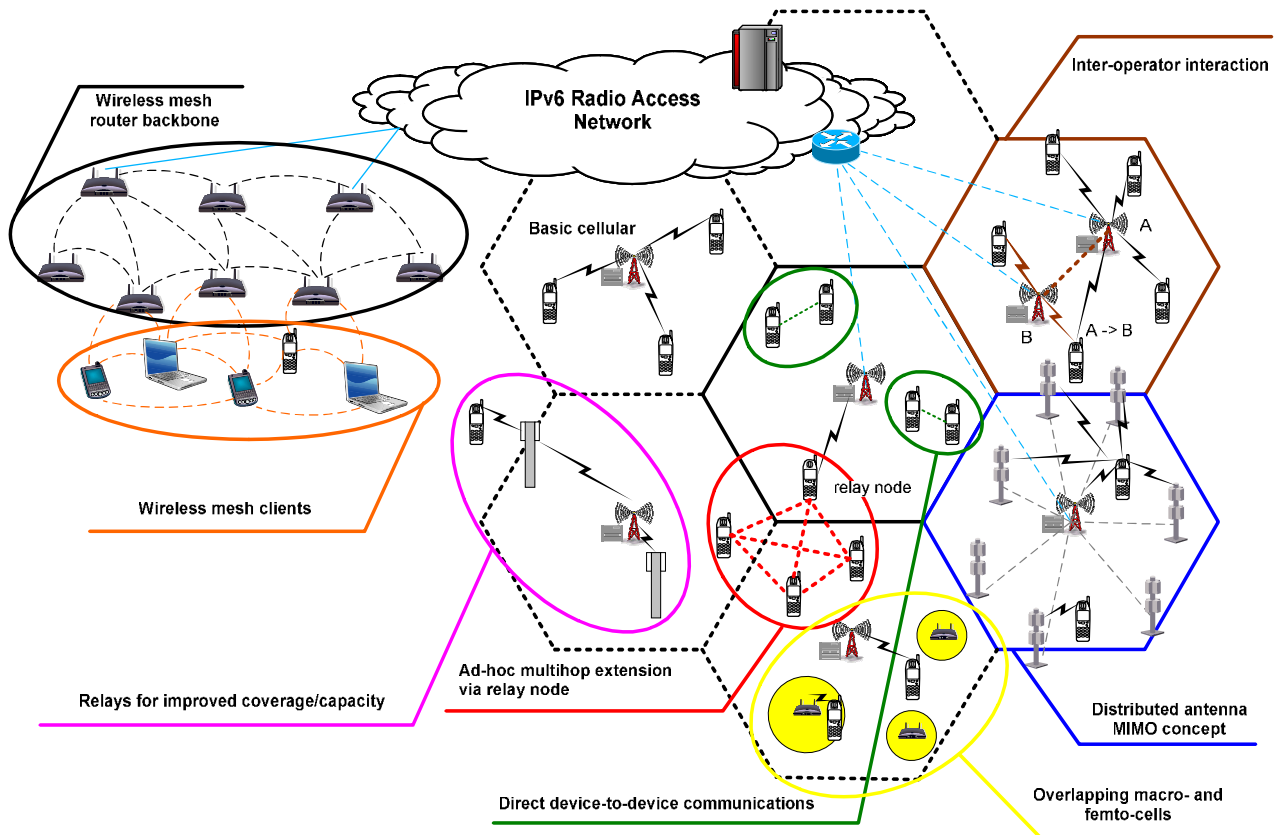 IPv6 Radio Access
Network
Inter-operator interaction
Wireless mesh
router backbone
Basic cellular
A
B
A -> B
relay node
Wireless mesh clients
Ad-hoc multihop extension
via relay node
Relays for improved coverage/capacity
Distributed antenna
MIMO concept
Direct device-to-device communications
Overlapping macro- and
femto-cells